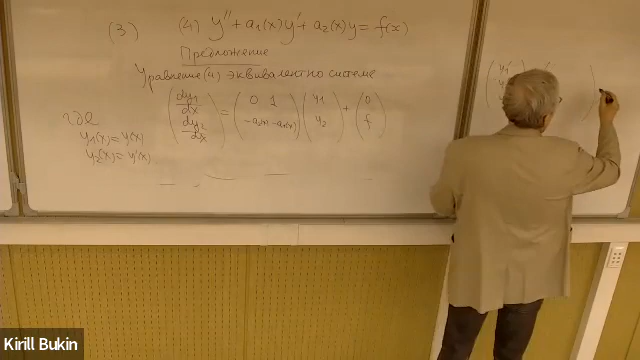 (3) (4) y'' + a₁(x)y' + a₂(x)y = f(x)
Предложение
Уравнение (4) эквивалентно системе
(dy₁/dx dy₂/dx) = (0 1 -a₂(x) -a₁(x)) (y₁ y₂) + (0 f)
где
y₁(x) = y(x)
y₂(x) = y'(x)
y₁'
Kirill Bukin